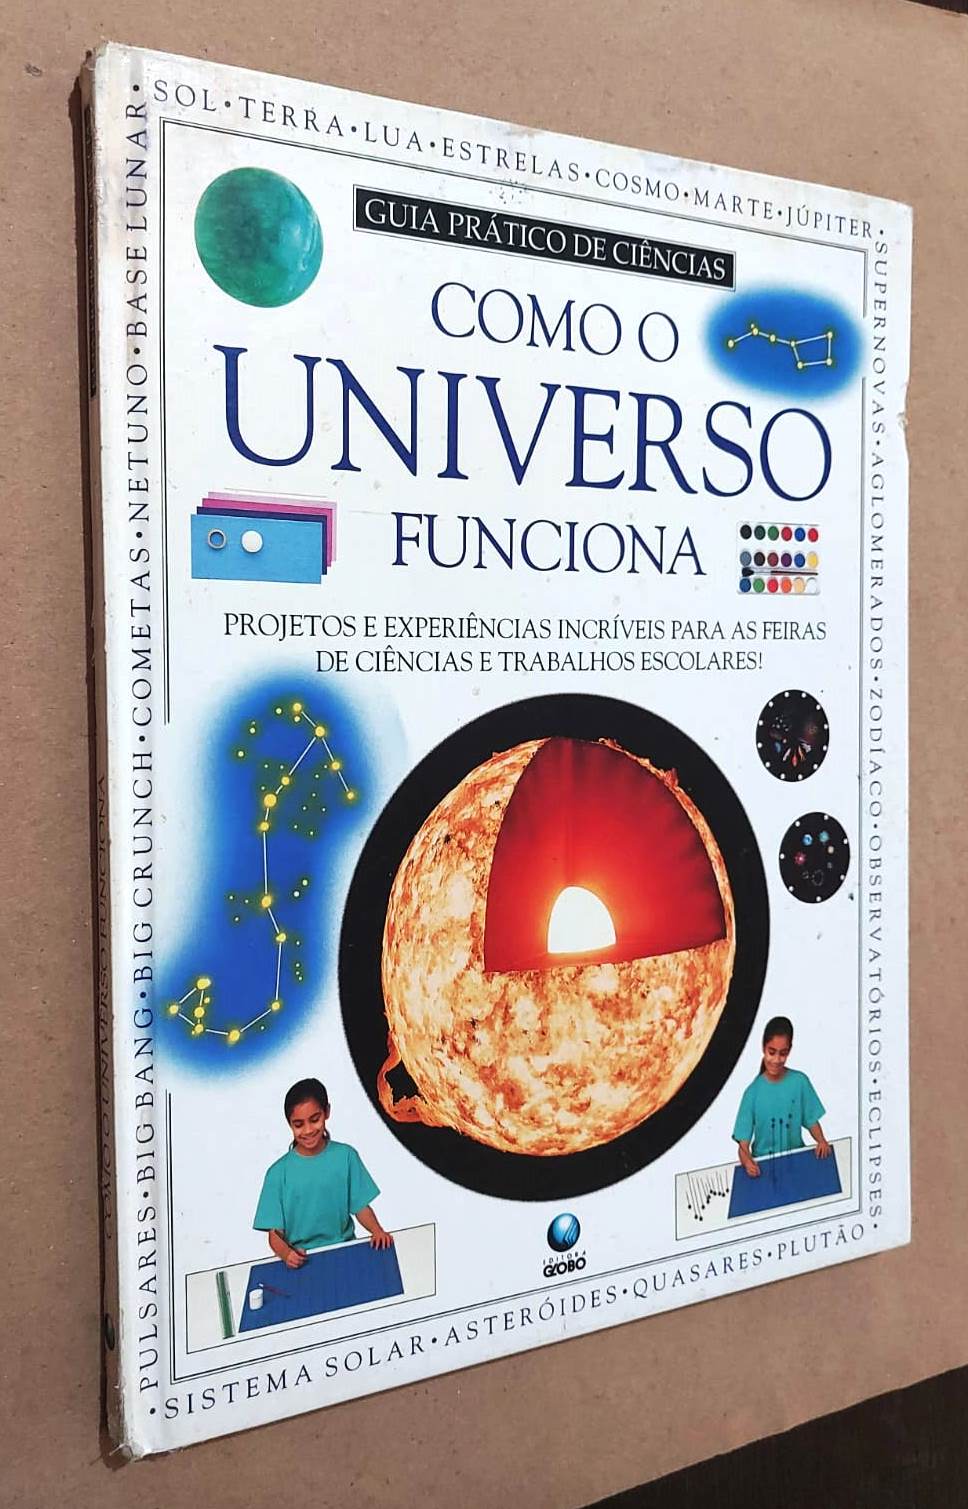 SOL • TERRA • LUA • ESTRELAS • COSMO • MARTE • JÚPITER •
SUPERNOVAS • AGLOMERADOS • ZODÍACO • OBSERVATÓRIOS • ECLIPSES •
PULSARES • BIG BANG • BIG CRUNCH • COMETAS • NETUNO • BASE LUNAR •
GUIA PRÁTICO DE CIÊNCIAS
COMO O
UNIVERSO
FUNCIONA
PROJETOS E EXPERIÊNCIAS INCRÍVEIS PARA AS FEIRAS
DE CIÊNCIAS E TRABALHOS ESCOLARES!
EDITORA
GLOBO
• SISTEMA SOLAR • ASTERÓIDES • QUASARES • PLUTÃO
COMO O UNIVERSO FUNCIONA